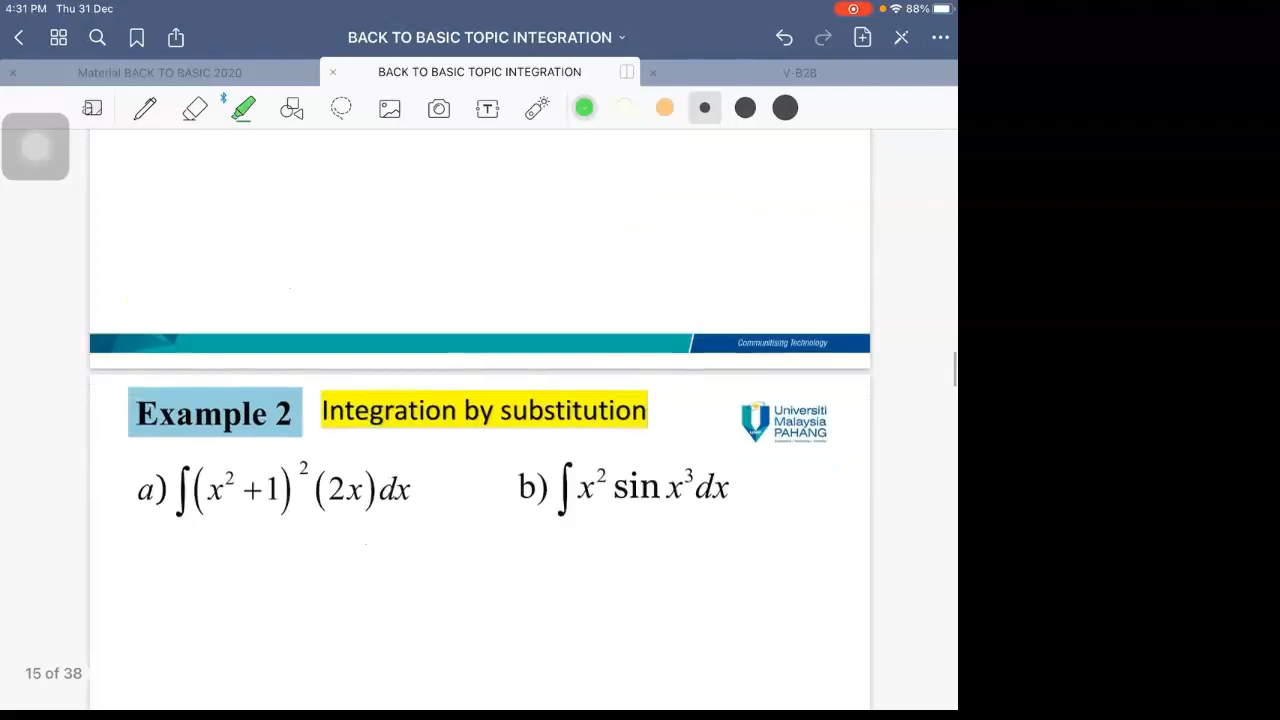 4:31 PM Thu 31 Dec 88%
BACK TO BASIC TOPIC INTEGRATION
Material BACK TO BASIC 2020 BACK TO BASIC TOPIC INTEGRATION V-B2B
Communitising Technology
Example 2 Integration by substitution
Universiti
Malaysia
PAHANG
a) ∫(x² +1)² (2x) dx b) ∫x² sin x³ dx
15 of 38